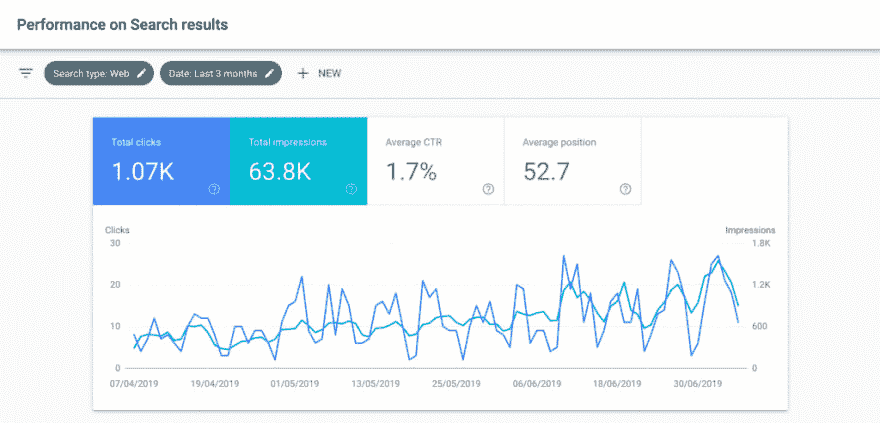 Performance on Search results
Search type: Web Date: Last 3 months NEW
Total clicks Total impressions Average CTR Average position
1.07K 63.8K 1.7% 52.7
Clicks Impressions
30 1.8K
20 1.2K
10 600
0 0
07/04/2019 19/04/2019 01/05/2019 13/05/2019 25/05/2019 06/06/2019 18/06/2019 30/06/2019